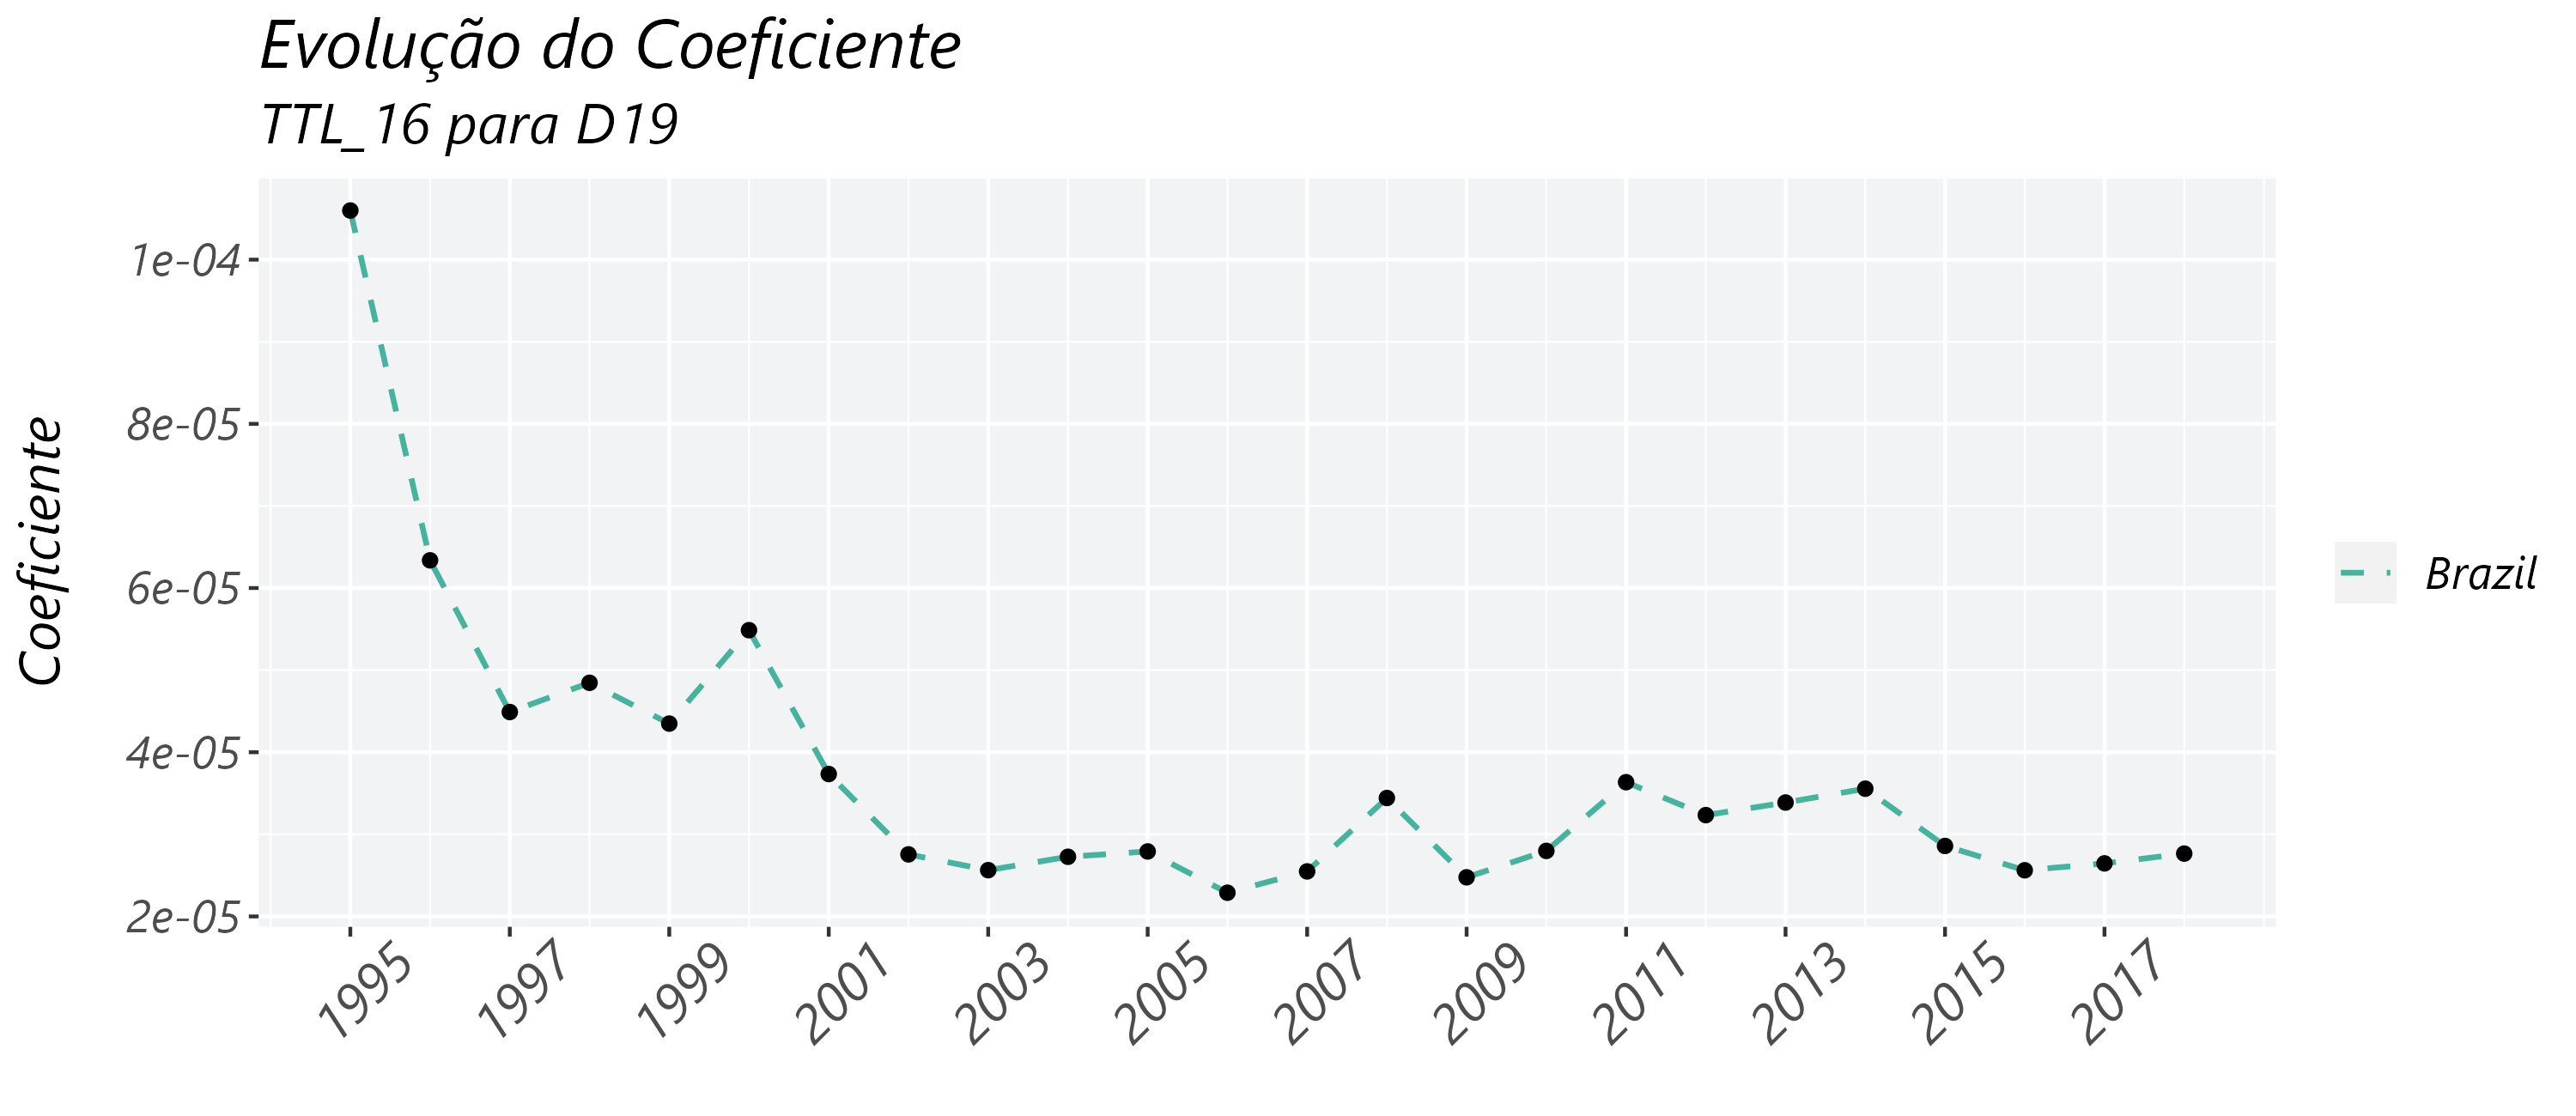 Evolução do Coeficiente
TTL_16 para D19
Coeficiente
1e-04
8e-05
6e-05
4e-05
2e-05
1995
1997
1999
2001
2003
2005
2007
2009
2011
2013
2015
2017
Brazil